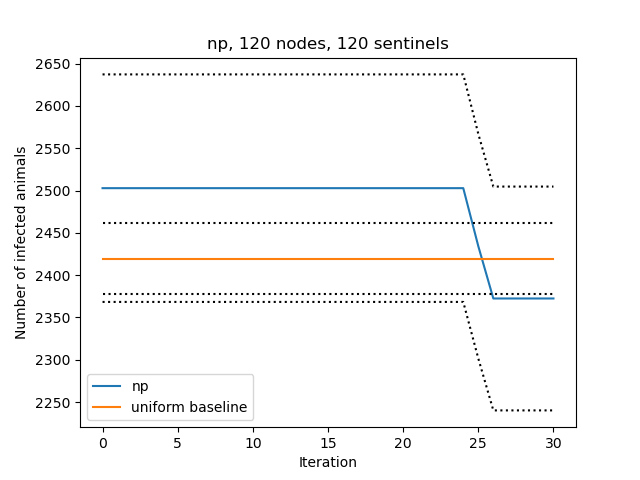 np, 120 nodes, 120 sentinels
2650
2600
2550
2500
2450
2400
2350
2300
2250
Number of infected animals
np
uniform baseline
0 5 10 15 20 25 30
Iteration